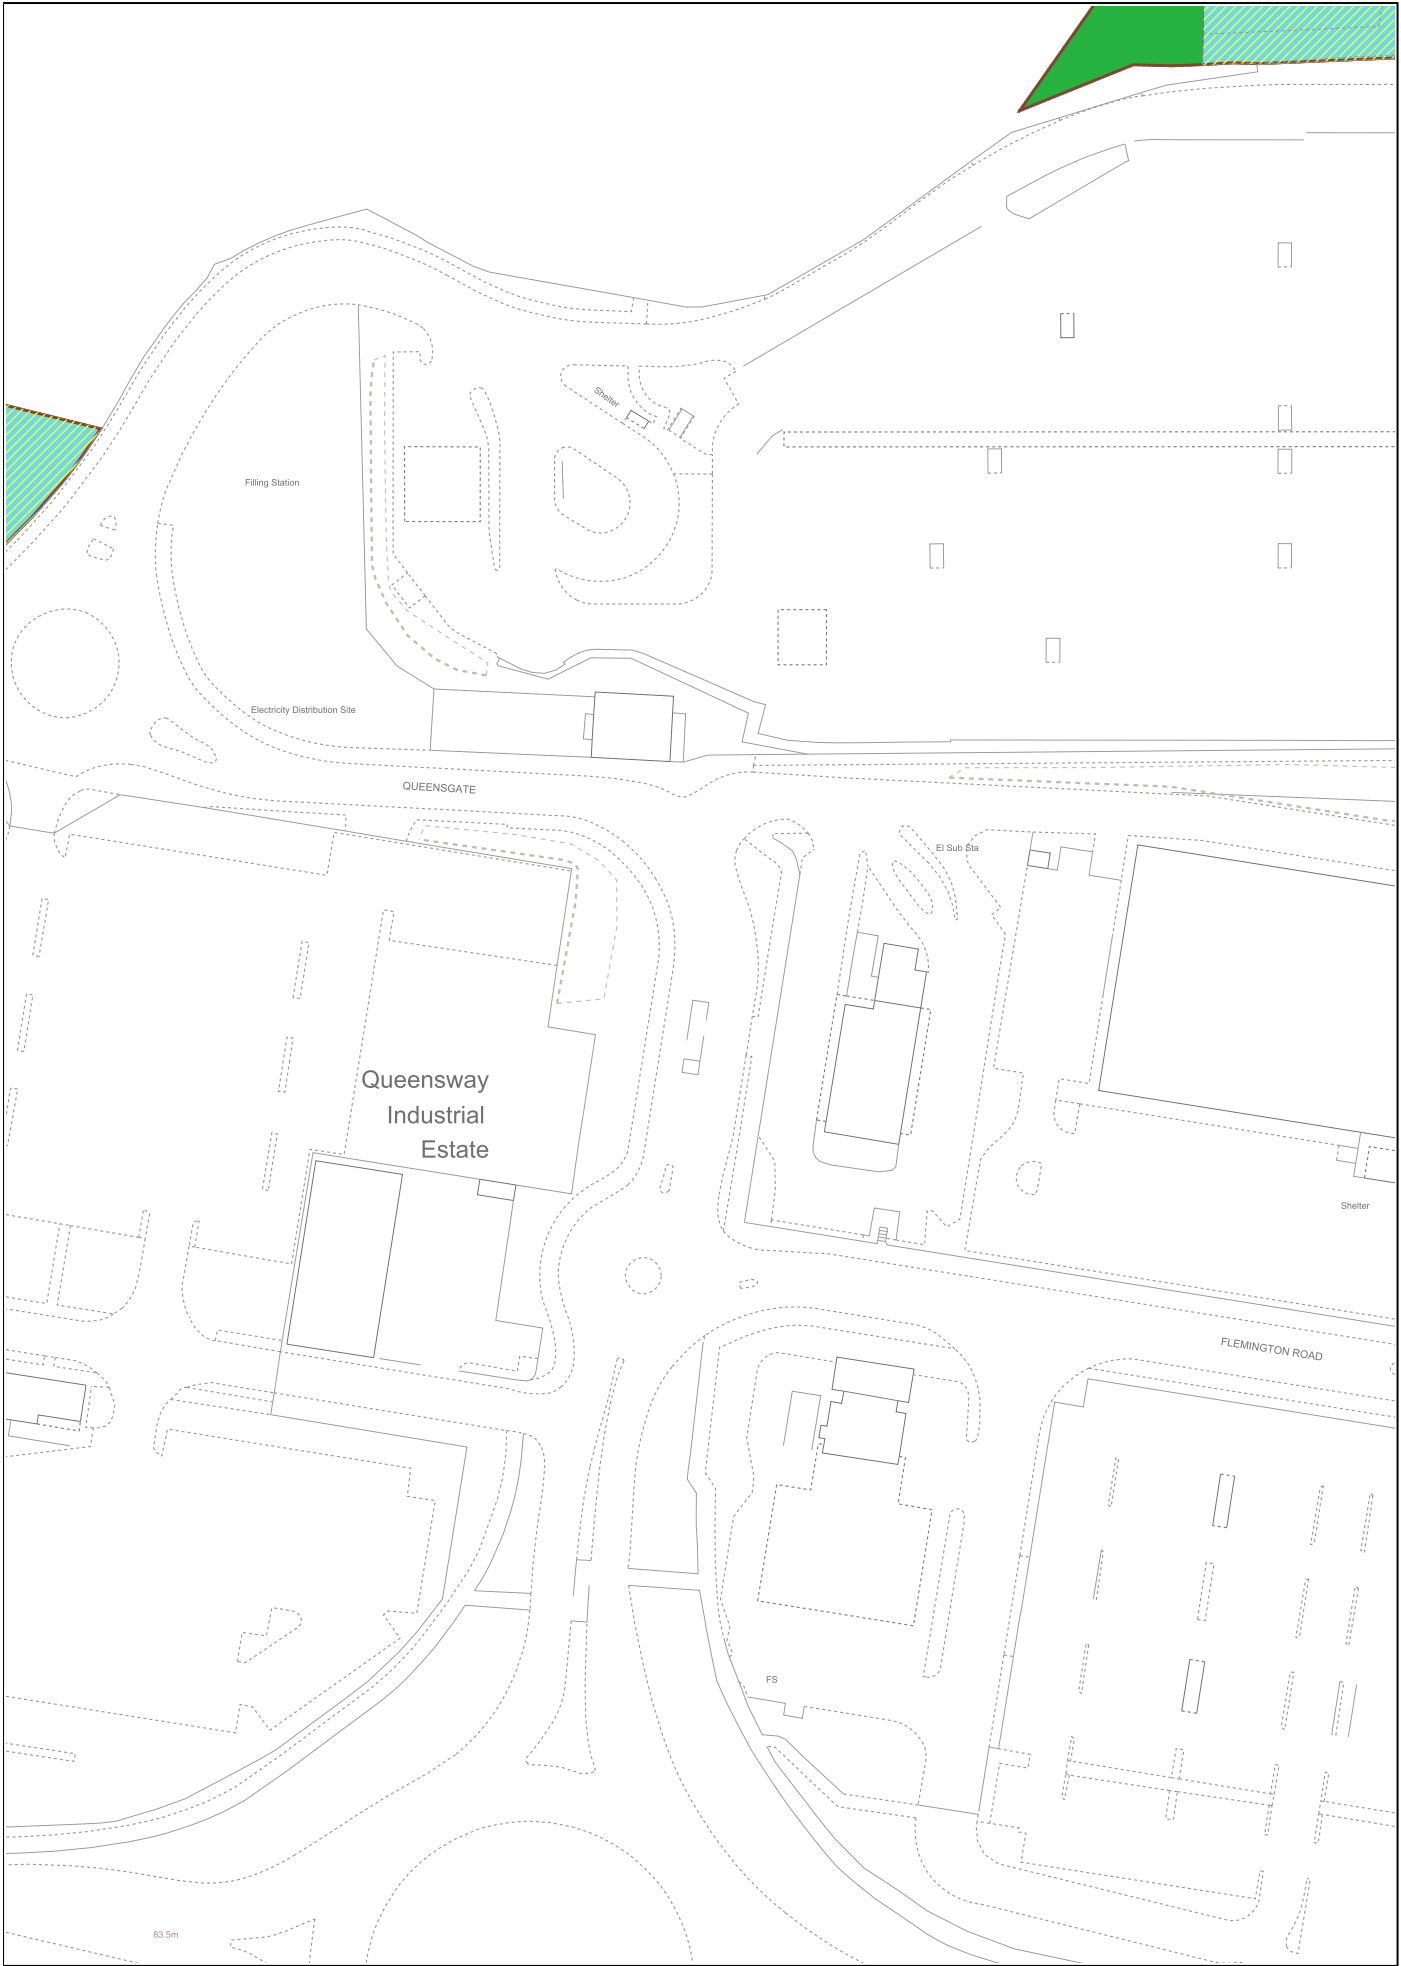 Shelter
Filling Station
Electricity Distribution Site
QUEENSGATE
El Sub Sta
Queensway
Industrial
Estate
Shelter
FLEMINGTON ROAD
FS
83.5m